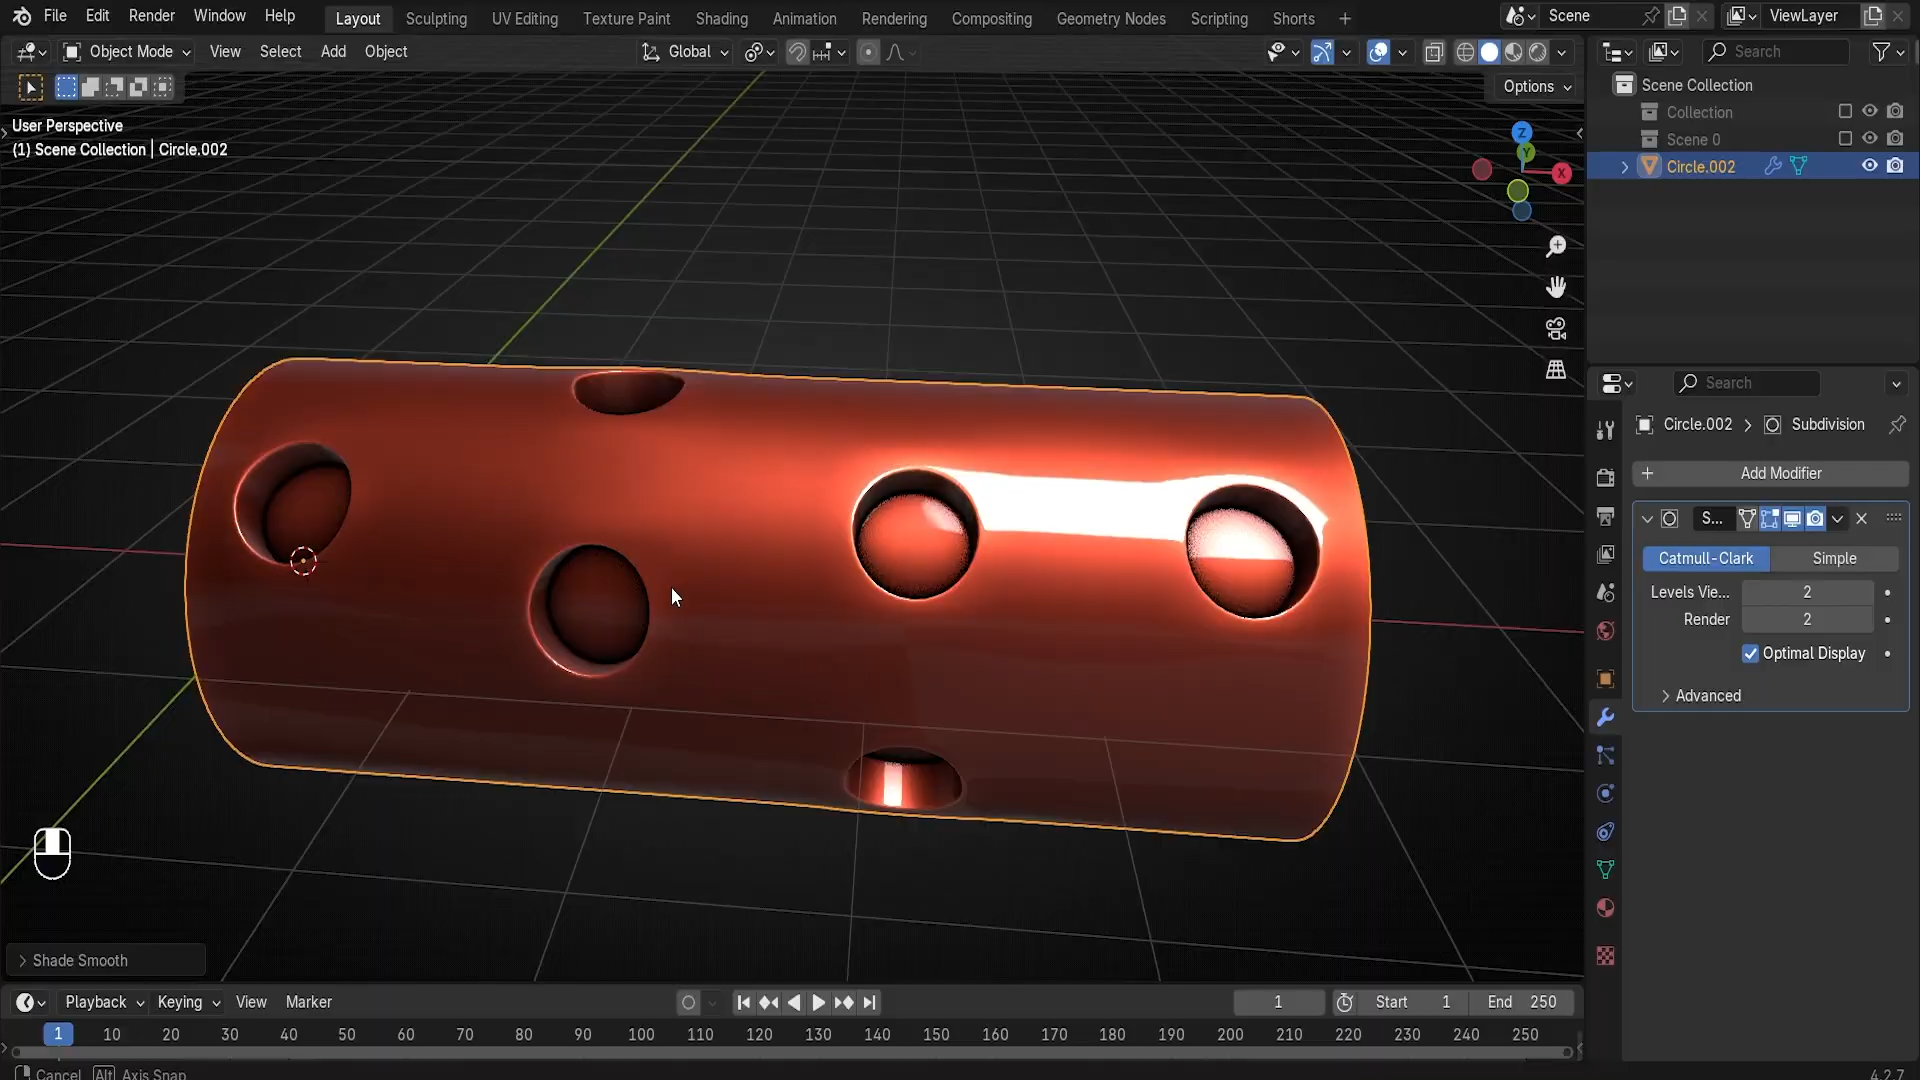 File Edit Render Window Help Layout Sculpting UV Editing Texture Paint Shading Animation Rendering Compositing Geometry Nodes Scripting Shorts + Scene ViewLayer
Object Mode View Select Add Object Global Search
Options
User Perspective
(1) Scene Collection | Circle.002
Z
Y
X
Scene Collection
Collection
Scene 0
Circle.002
Search
Circle.002 > Subdivision
+ Add Modifier
S...
Catmull-Clark Simple
Levels Vie... 2
Render 2
Optimal Display
Advanced
Shade Smooth
Playback Keying View Marker 1 Start 1 End 250
1 10 20 30 40 50 60 70 80 90 100 110 120 130 140 150 160 170 180 190 200 210 220 230 240 250
Cancel Alt Axis Snap 4.2.7